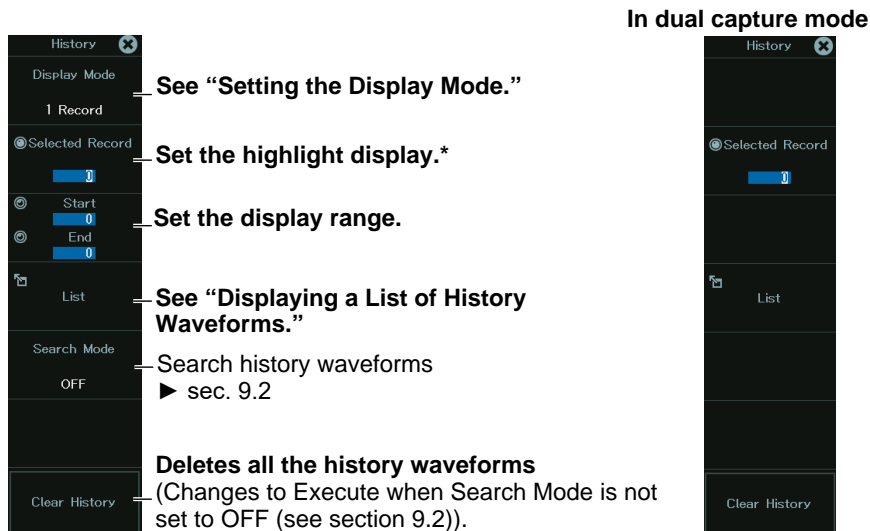 In dual capture mode
History
Display Mode
1 Record
See “Setting the Display Mode.”
Selected Record
0
Set the highlight display.*
Start
0
End
0
Set the display range.
List
See “Displaying a List of History
Waveforms.”
Search Mode
OFF
Search history waveforms
► sec. 9.2
Clear History
Deletes all the history waveforms
(Changes to Execute when Search Mode is not
set to OFF (see section 9.2)).
History
Selected Record
0
List
Clear History